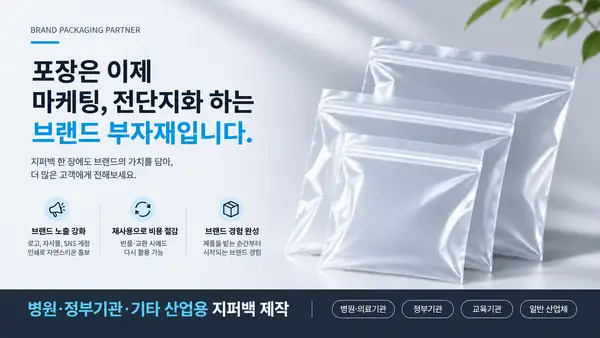 BRAND PACKAGING PARTNER
포장은 이제
마케팅, 전단지화 하는
브랜드 부자재입니다.
지퍼백 한 장에도 브랜드의 가치를 담아,
더 많은 고객에게 전해보세요.
브랜드 노출 강화
로고, 자사몰, SNS 계정
인쇄로 자연스러운 홍보
재사용으로 비용 절감
반품·교환 시에도
다시 활용 가능
브랜드 경험 완성
제품을 받는 순간부터
시작되는 브랜드 경험
병원·정부기관·기타 산업용 지퍼백 제작
병원·의료기관
정부기관
교육기관
일반 산업체